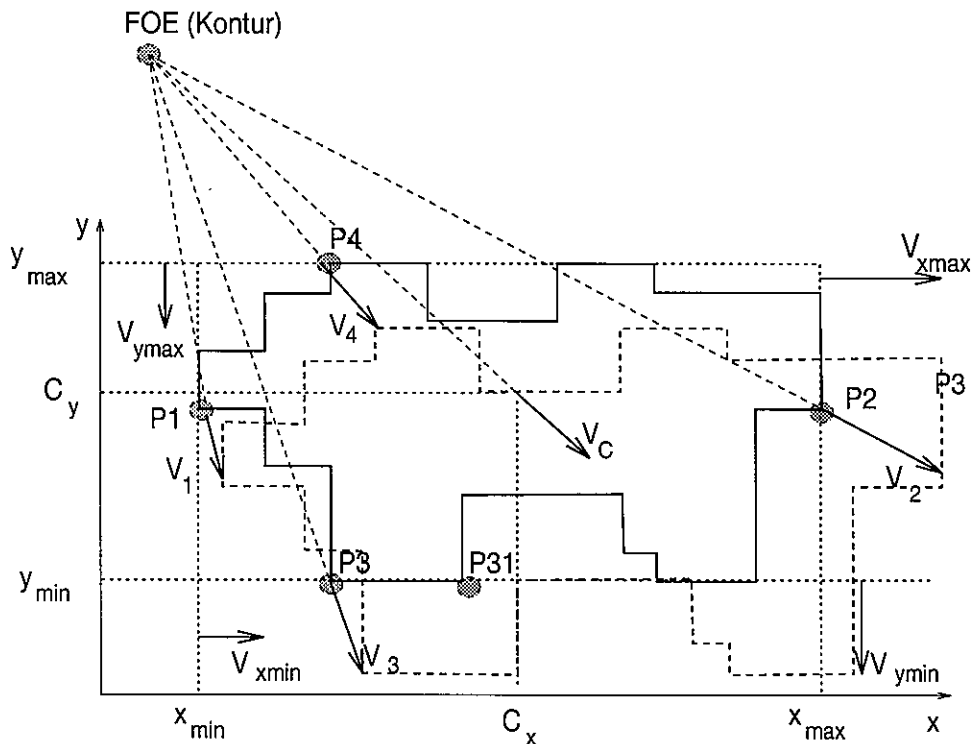 FOE (Kontur)
y
P4
y max
V xmax
V ymax
V 4
C y
P3
P1
P2
V C
V 1
V 2
P3
P31
y min
V 3
V xmin
V ymin
x min
C x
x max
x